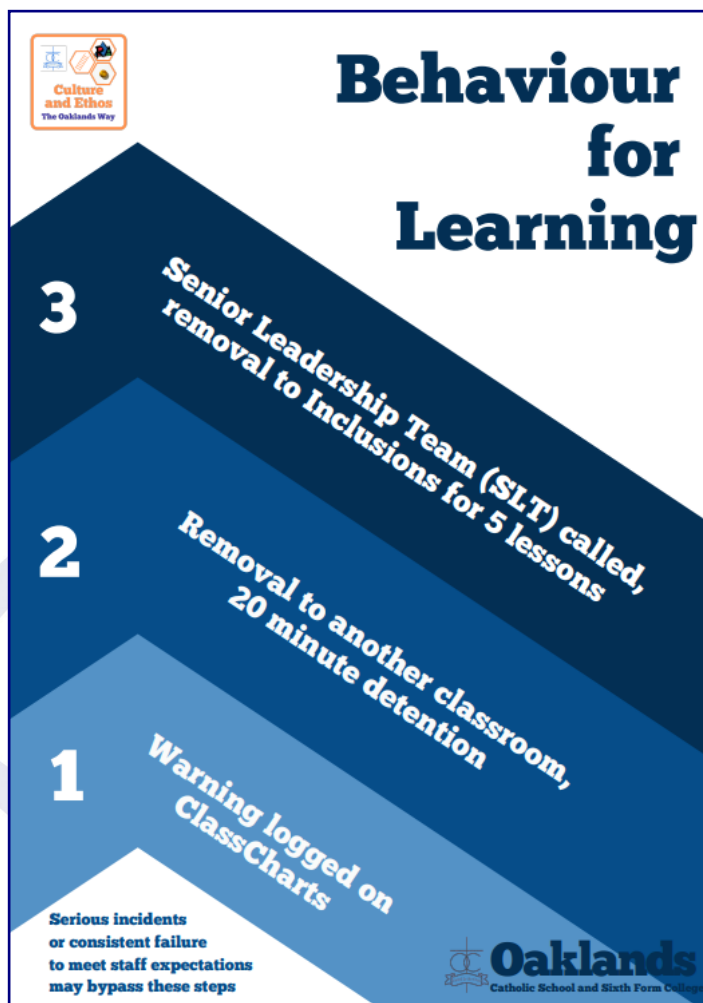 Culture
and Ethos
The Oaklands Way
Behaviour
for
Learning
3
Senior Leadership Team (SLT) called,
removal to Inclusions for 5 lessons
2
Removal to another classroom,
20 minute detention
1
Warning logged on
ClassCharts
Serious incidents
or consistent failure
to meet staff expectations
may bypass these steps
Oaklands
Catholic School and Sixth Form College